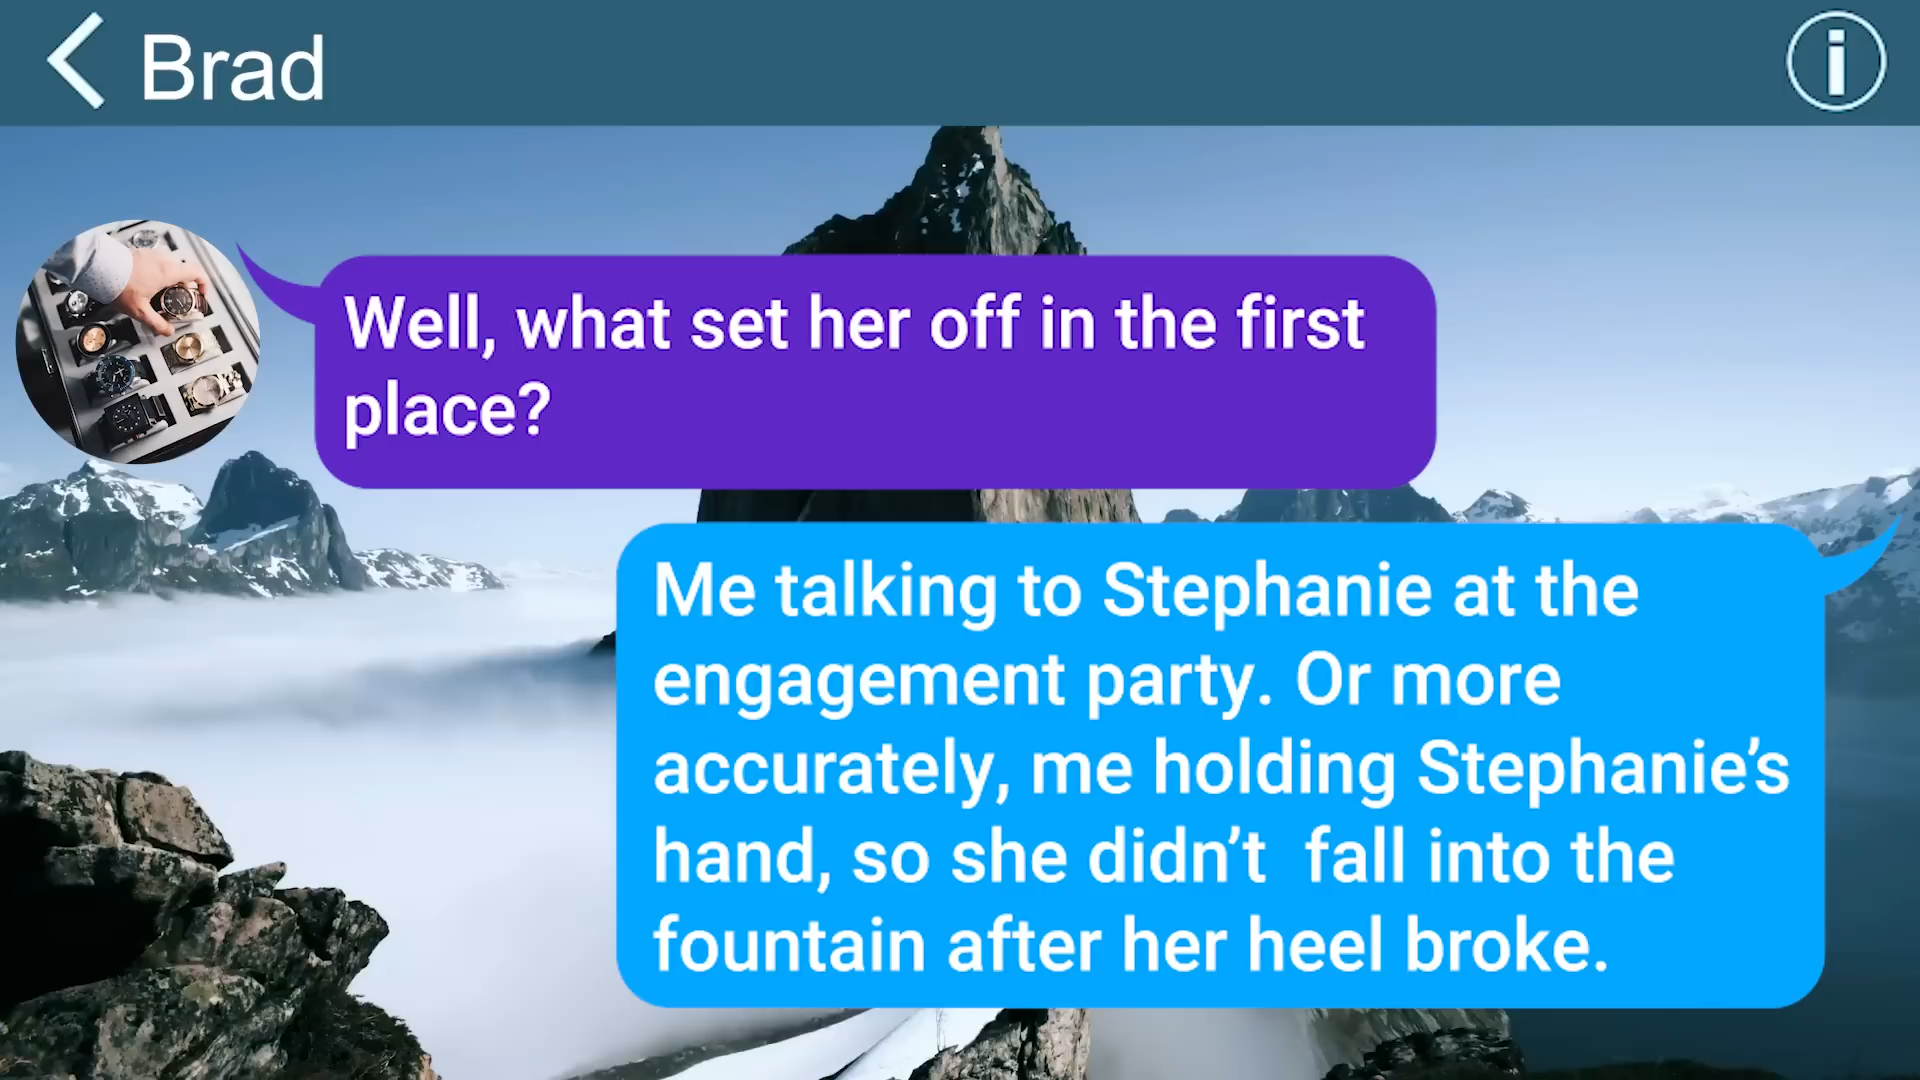 Brad
Well, what set her off in the first
place?
Me talking to Stephanie at the
engagement party. Or more
accurately, me holding Stephanie’s
hand, so she didn’t  fall into the
fountain after her heel broke.